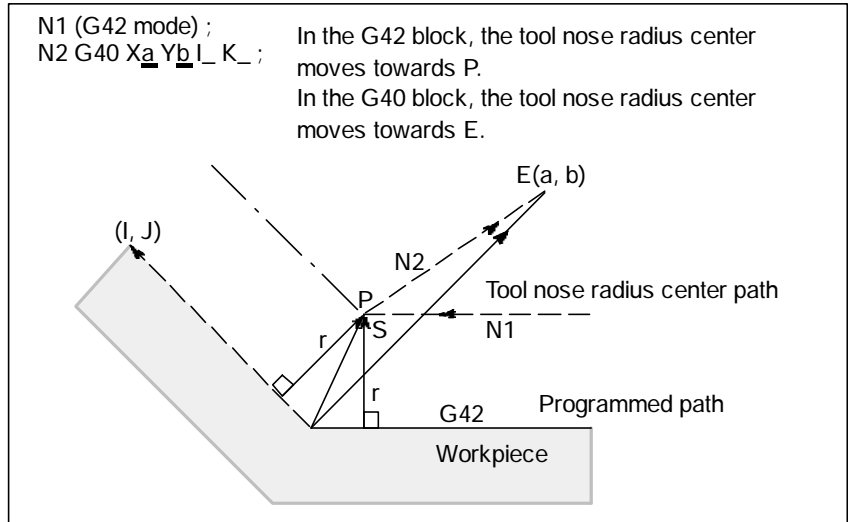 N1 (G42 mode) ;
N2 G40 Xa Yb I_ K_ ;
In the G42 block, the tool nose radius center
moves towards P.
In the G40 block, the tool nose radius center
moves towards E.
E(a, b)
(I, J)
N2
P
Tool nose radius center path
S
N1
r
r
G42
Programmed path
Workpiece